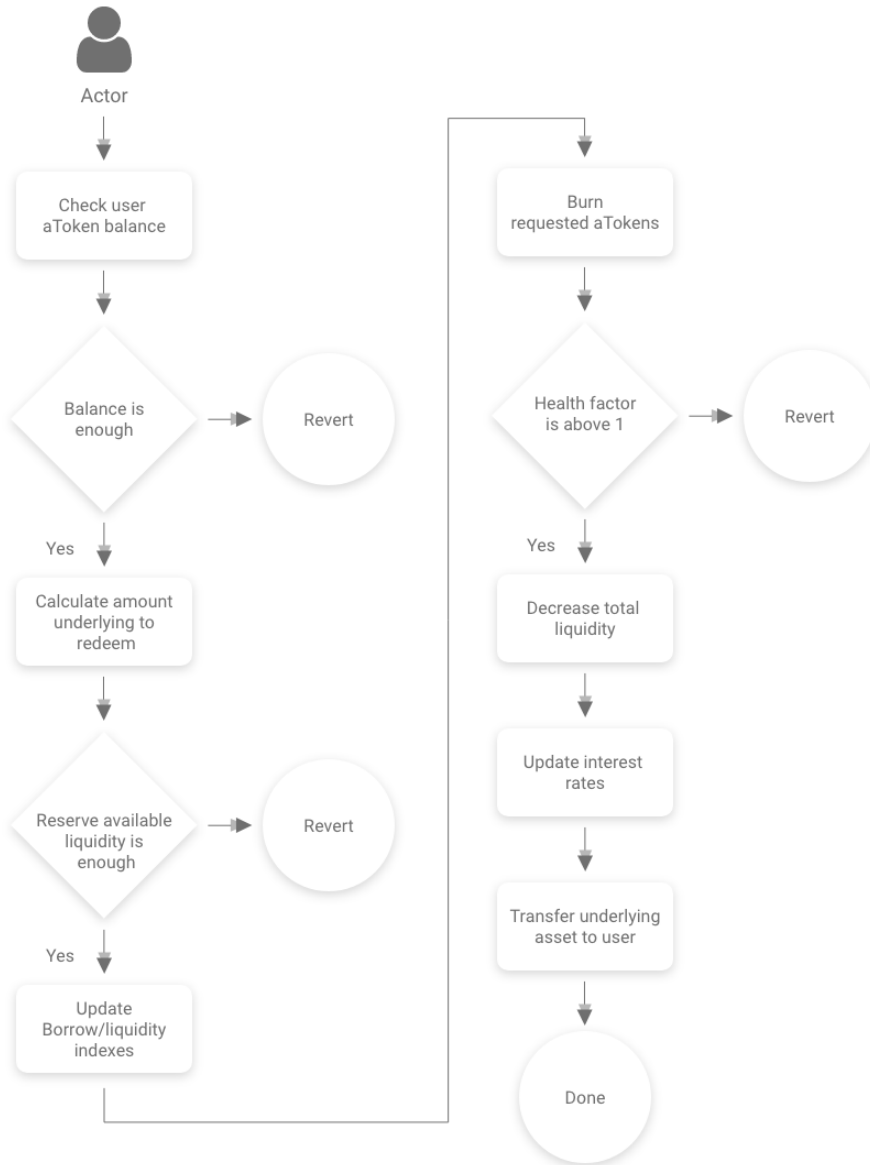 Actor
Check user
aToken balance
Balance is
enough
Revert
Yes
Calculate amount
underlying to
redeem
Reserve available
liquidity is
enough
Revert
Yes
Update
Borrow/liquidity
indexes
Burn
requested aTokens
Health factor
is above 1
Revert
Yes
Decrease total
liquidity
Update interest
rates
Transfer underlying
asset to user
Done